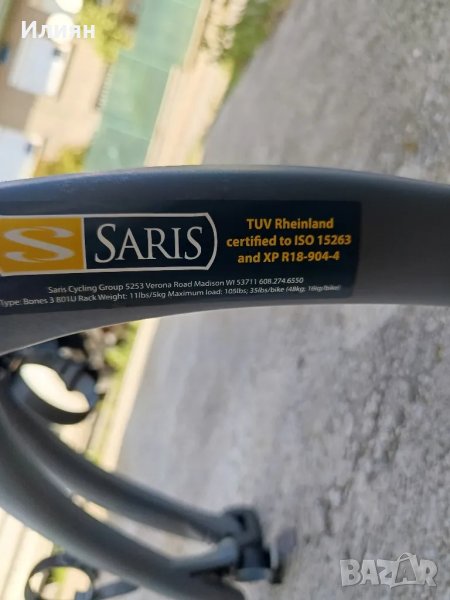 Илиян
S SARIS
TUV Rheinland
certified to ISO 15263
and XP R18-904-4
Saris Cycling Group 5253 Verona Road Madison WI 53711 608.274.6550
Type: Bones 3 801U Rack Weight: 11lbs/5kg Maximum load: 105lbs, 35lbs/bike (48kg, 16kg/bike)
BAZAR